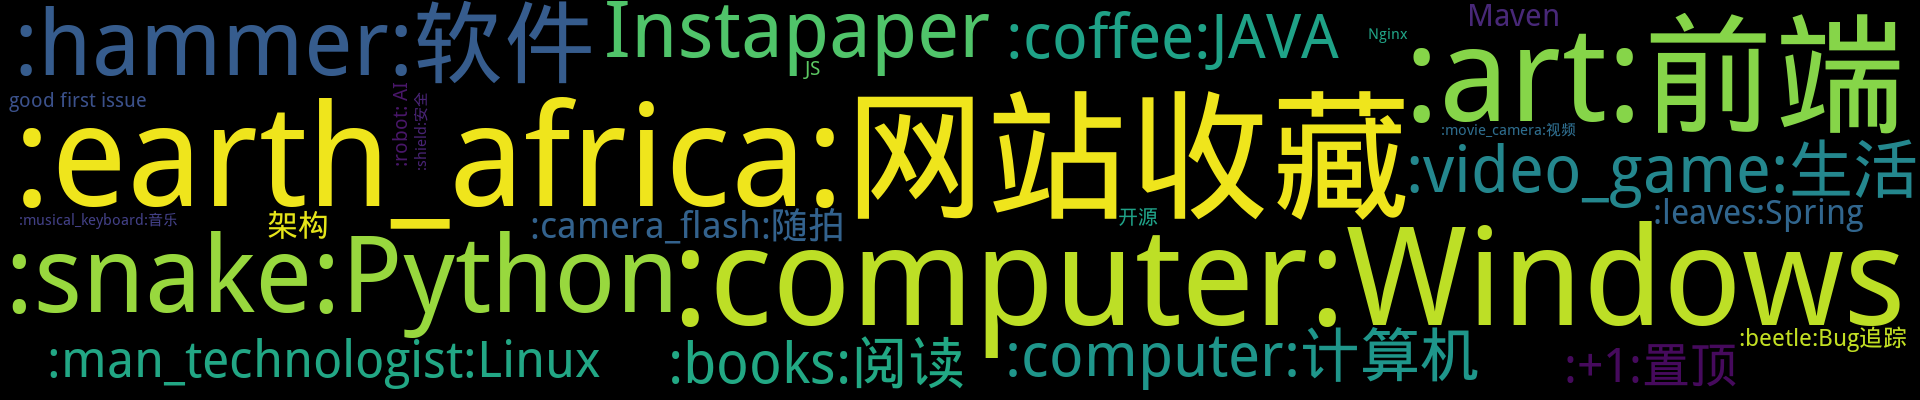 :hammer:软件
Instapaper
:coffee:JAVA
Maven
Nginx
JS
:art:前端
good first issue
:robot: AI
:shield:安全
:earth_africa:网站收藏
:movie_camera:视频
:video_game:生活
:musical_keyboard:音乐
架构
:camera_flash:随拍
开源
:leaves:Spring
:snake:Python
:computer:Windows
:man_technologist:Linux
:books:阅读
:computer:计算机
:+1:置顶
:beetle:Bug追踪